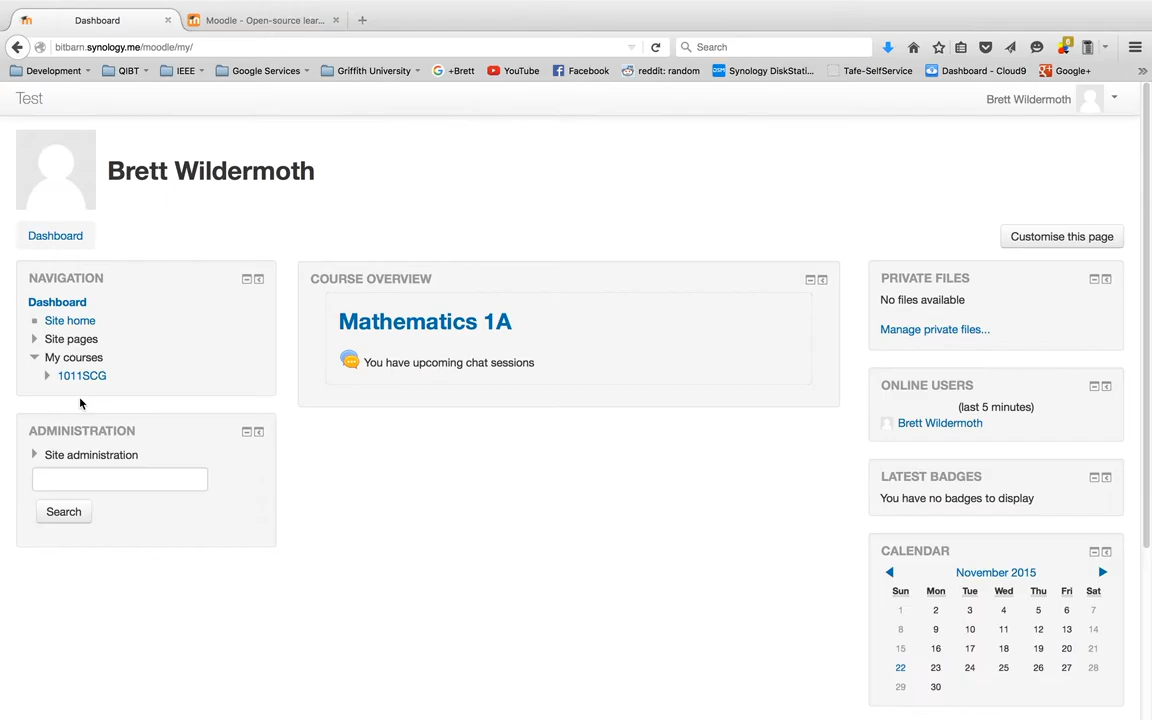 Dashboard
Moodle - Open-source lear...
bitbarn.synology.me/moodle/my/
Search
6
Development
QIBT
IEEE
Google Services
Griffith University
+Brett
YouTube
Facebook
reddit: random
DSM
Synology DiskStati...
Tafe-SelfService
Dashboard - Cloud9
Google+
Test
Brett Wildermoth
Brett Wildermoth
Dashboard
Customise this page
NAVIGATION
Dashboard
Site home
Site pages
My courses
1011SCG
ADMINISTRATION
Site administration
Search
COURSE OVERVIEW
Mathematics 1A
You have upcoming chat sessions
PRIVATE FILES
No files available
Manage private files...
ONLINE USERS
(last 5 minutes)
Brett Wildermoth
LATEST BADGES
You have no badges to display
CALENDAR
November 2015
Sun Mon Tue Wed Thu Fri Sat
1 2 3 4 5 6 7
8 9 10 11 12 13 14
15 16 17 18 19 20 21
22 23 24 25 26 27 28
29 30